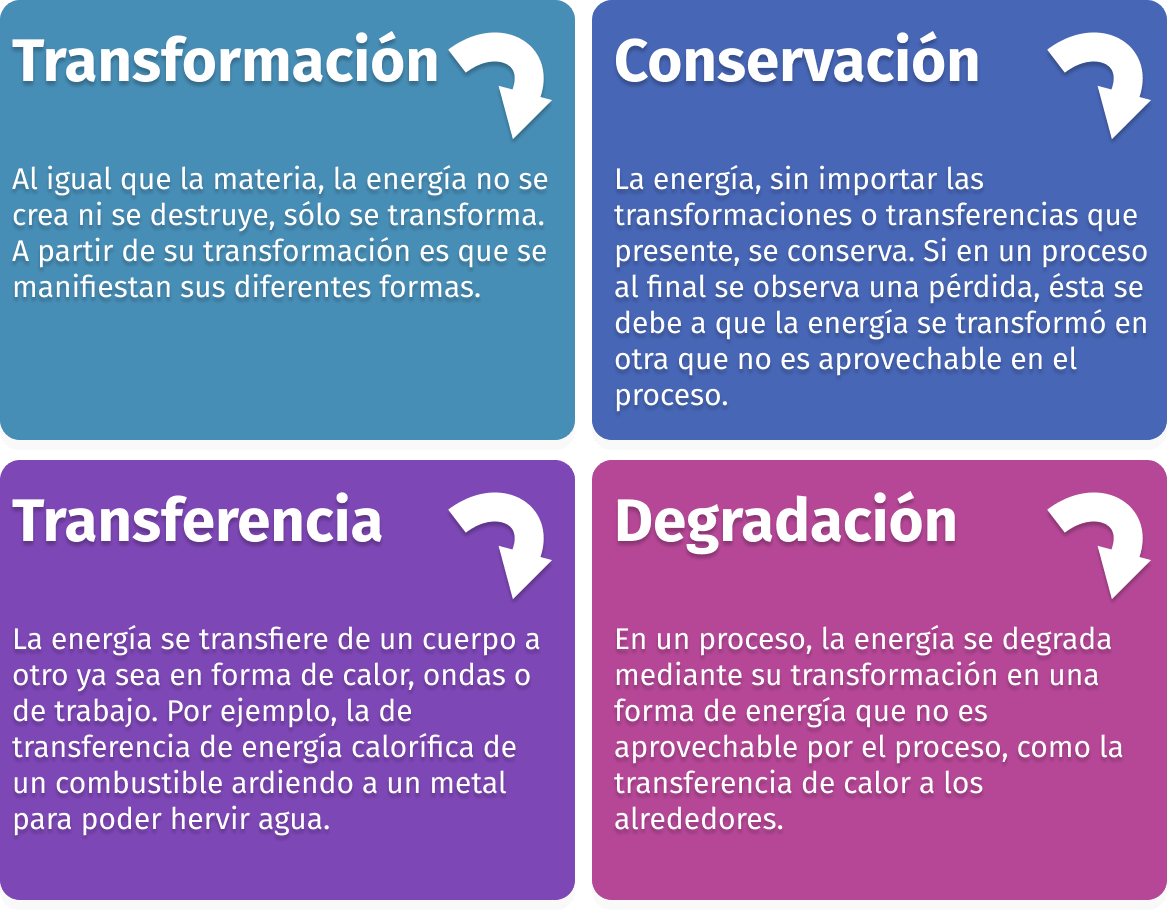 Transformación
Al igual que la materia, la energía no se
crea ni se destruye, sólo se transforma.
A partir de su transformación es que se
manifiestan sus diferentes formas.
Conservación
La energía, sin importar las
transformaciones o transferencias que
presente, se conserva. Si en un proceso
al final se observa una pérdida, ésta se
debe a que la energía se transformó en
otra que no es aprovechable en el
proceso.
Transferencia
La energía se transfiere de un cuerpo a
otro ya sea en forma de calor, ondas o
de trabajo. Por ejemplo, la de
transferencia de energía calorífica de
un combustible ardiendo a un metal
para poder hervir agua.
Degradación
En un proceso, la energía se degrada
mediante su transformación en una
forma de energía que no es
aprovechable por el proceso, como la
transferencia de calor a los
alrededores.